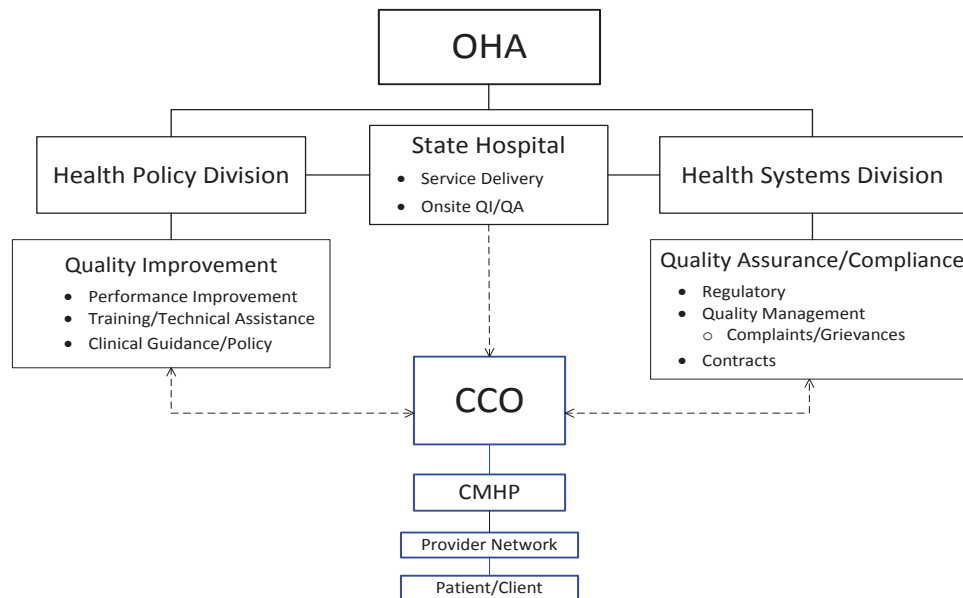 OHA
Health Policy Division
State Hospital
• Service Delivery
• Onsite QI/QA
Health Systems Division
Quality Improvement
• Performance Improvement
• Training/Technical Assistance
• Clinical Guidance/Policy
Quality Assurance/Compliance
• Regulatory
• Quality Management
o Complaints/Grievances
• Contracts
CCO
CMHP
Provider Network
Patient/Client